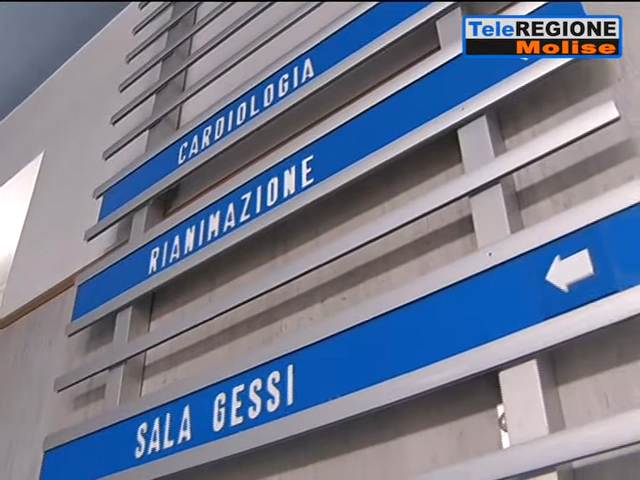 TeleREGIONE
Molise
CARDIOLOGIA
RIANIMAZIONE
SALA GESSI